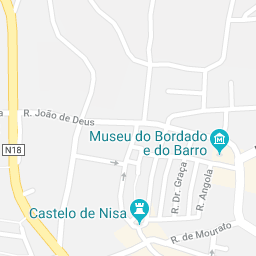 R. João de Deus
N18
Museu do Bordado
e do Barro
R. Dr. Graça
R. Angola
Castelo de Nisa
R. de Mourato